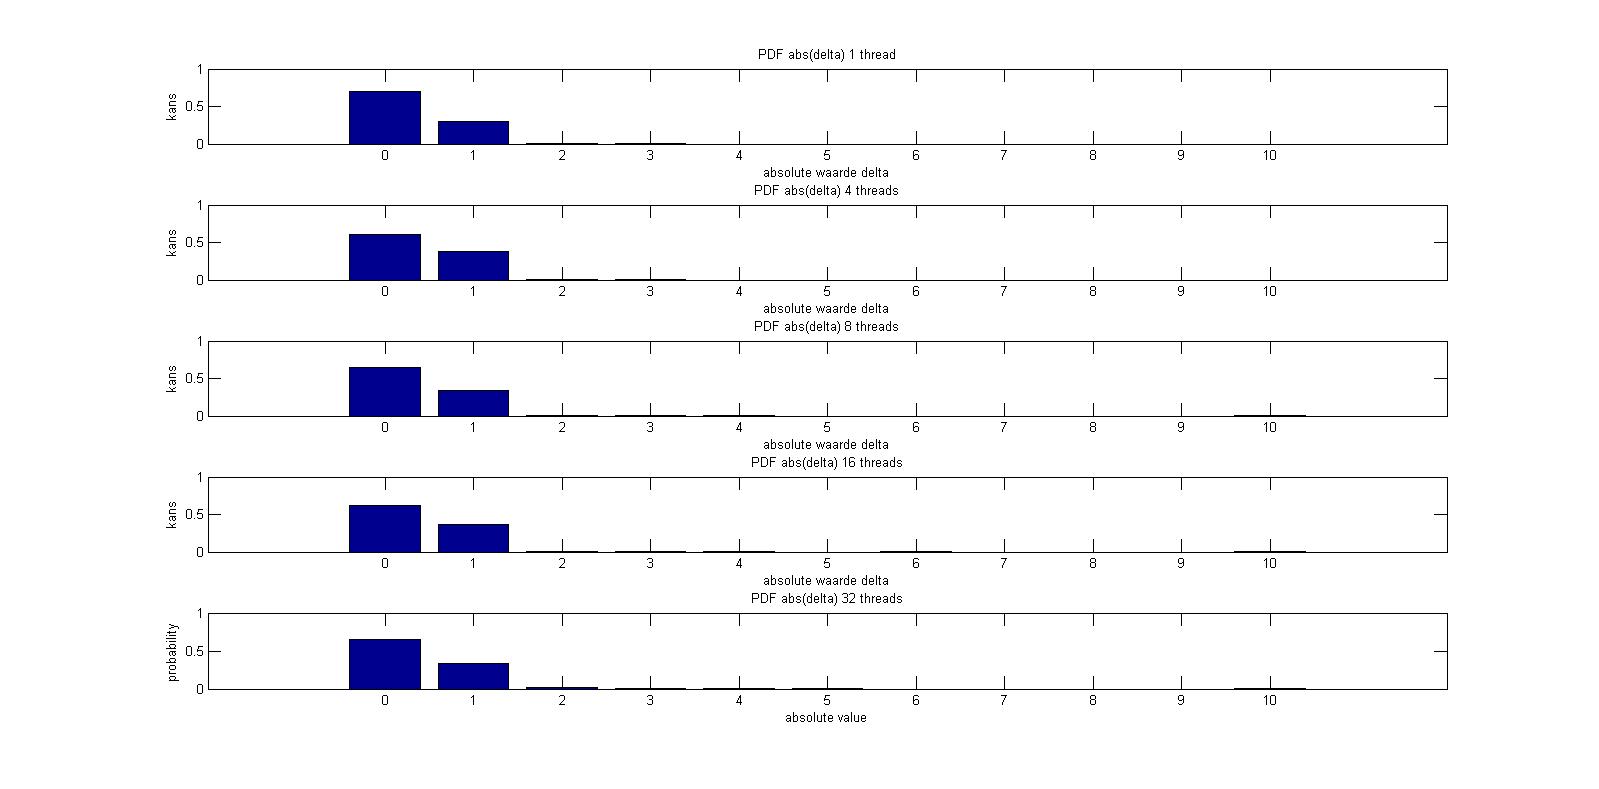 PDF abs(delta) 1 thread
1
0.5
0
kans
0 1 2 3 4 5 6 7 8 9 10
absolute waarde delta
PDF abs(delta) 4 threads
1
0.5
0
kans
0 1 2 3 4 5 6 7 8 9 10
absolute waarde delta
PDF abs(delta) 8 threads
1
0.5
0
kans
0 1 2 3 4 5 6 7 8 9 10
absolute waarde delta
PDF abs(delta) 16 threads
1
0.5
0
kans
0 1 2 3 4 5 6 7 8 9 10
absolute waarde delta
PDF abs(delta) 32 threads
1
0.5
0
probability
0 1 2 3 4 5 6 7 8 9 10
absolute value